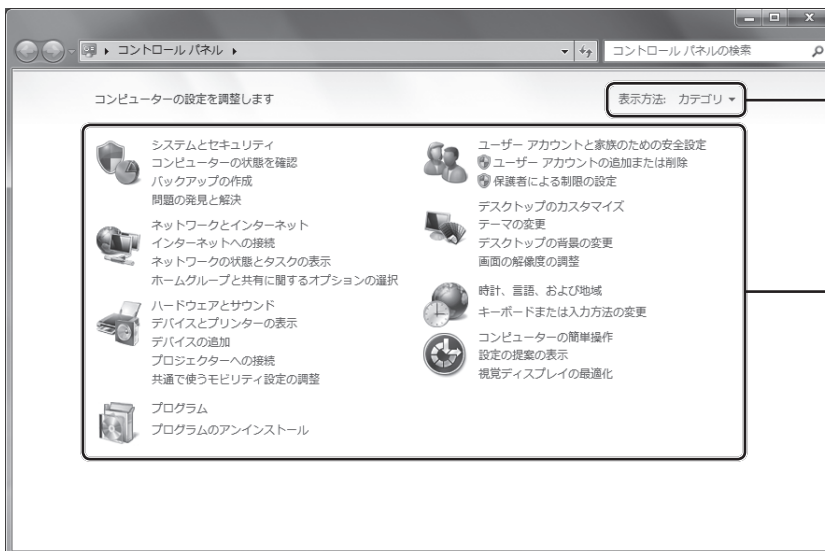 コントロール パネル
コントロール パネルの検索
コンピューターの設定を調整します
表示方法: カテゴリ
システムとセキュリティ
コンピューターの状態を確認
バックアップの作成
問題の発見と解決
ネットワークとインターネット
インターネットへの接続
ネットワークの状態とタスクの表示
ホームグループと共有に関するオプションの選択
ハードウェアとサウンド
デバイスとプリンターの表示
デバイスの追加
プロジェクターへの接続
共通で使うモビリティ設定の調整
プログラム
プログラムのアンインストール
ユーザー アカウントと家族のための安全設定
ユーザー アカウントの追加または削除
保護者による制限の設定
デスクトップのカスタマイズ
テーマの変更
デスクトップの背景の変更
画面の解像度の調整
時計、言語、および地域
キーボードまたは入力方法の変更
コンピューターの簡単操作
設定の提案の表示
視覚ディスプレイの最適化